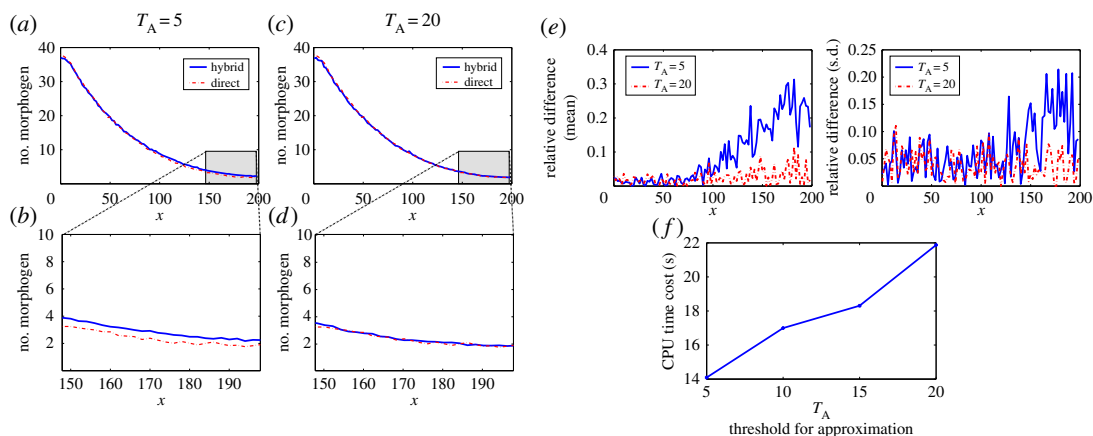 (a)
T_A = 5
40
30
20
10
0
50
100
150
200
no. morphogen
x
hybrid
direct
(b)
10
8
6
4
2
150
160
170
180
190
no. morphogen
x
(c)
T_A = 20
40
30
20
10
0
50
100
150
200
no. morphogen
x
hybrid
direct
(d)
10
8
6
4
2
150
160
170
180
190
no. morphogen
x
(e)
0.4
0.3
0.2
0.1
0
50
100
150
200
relative difference
(mean)
x
T_A = 5
T_A = 20
0.25
0.20
0.15
0.10
0.05
0
50
100
150
200
relative difference (s.d.)
x
T_A = 5
T_A = 20
(f)
22
20
18
16
14
5
10
15
20
CPU time cost (s)
T_A
threshold for approximation